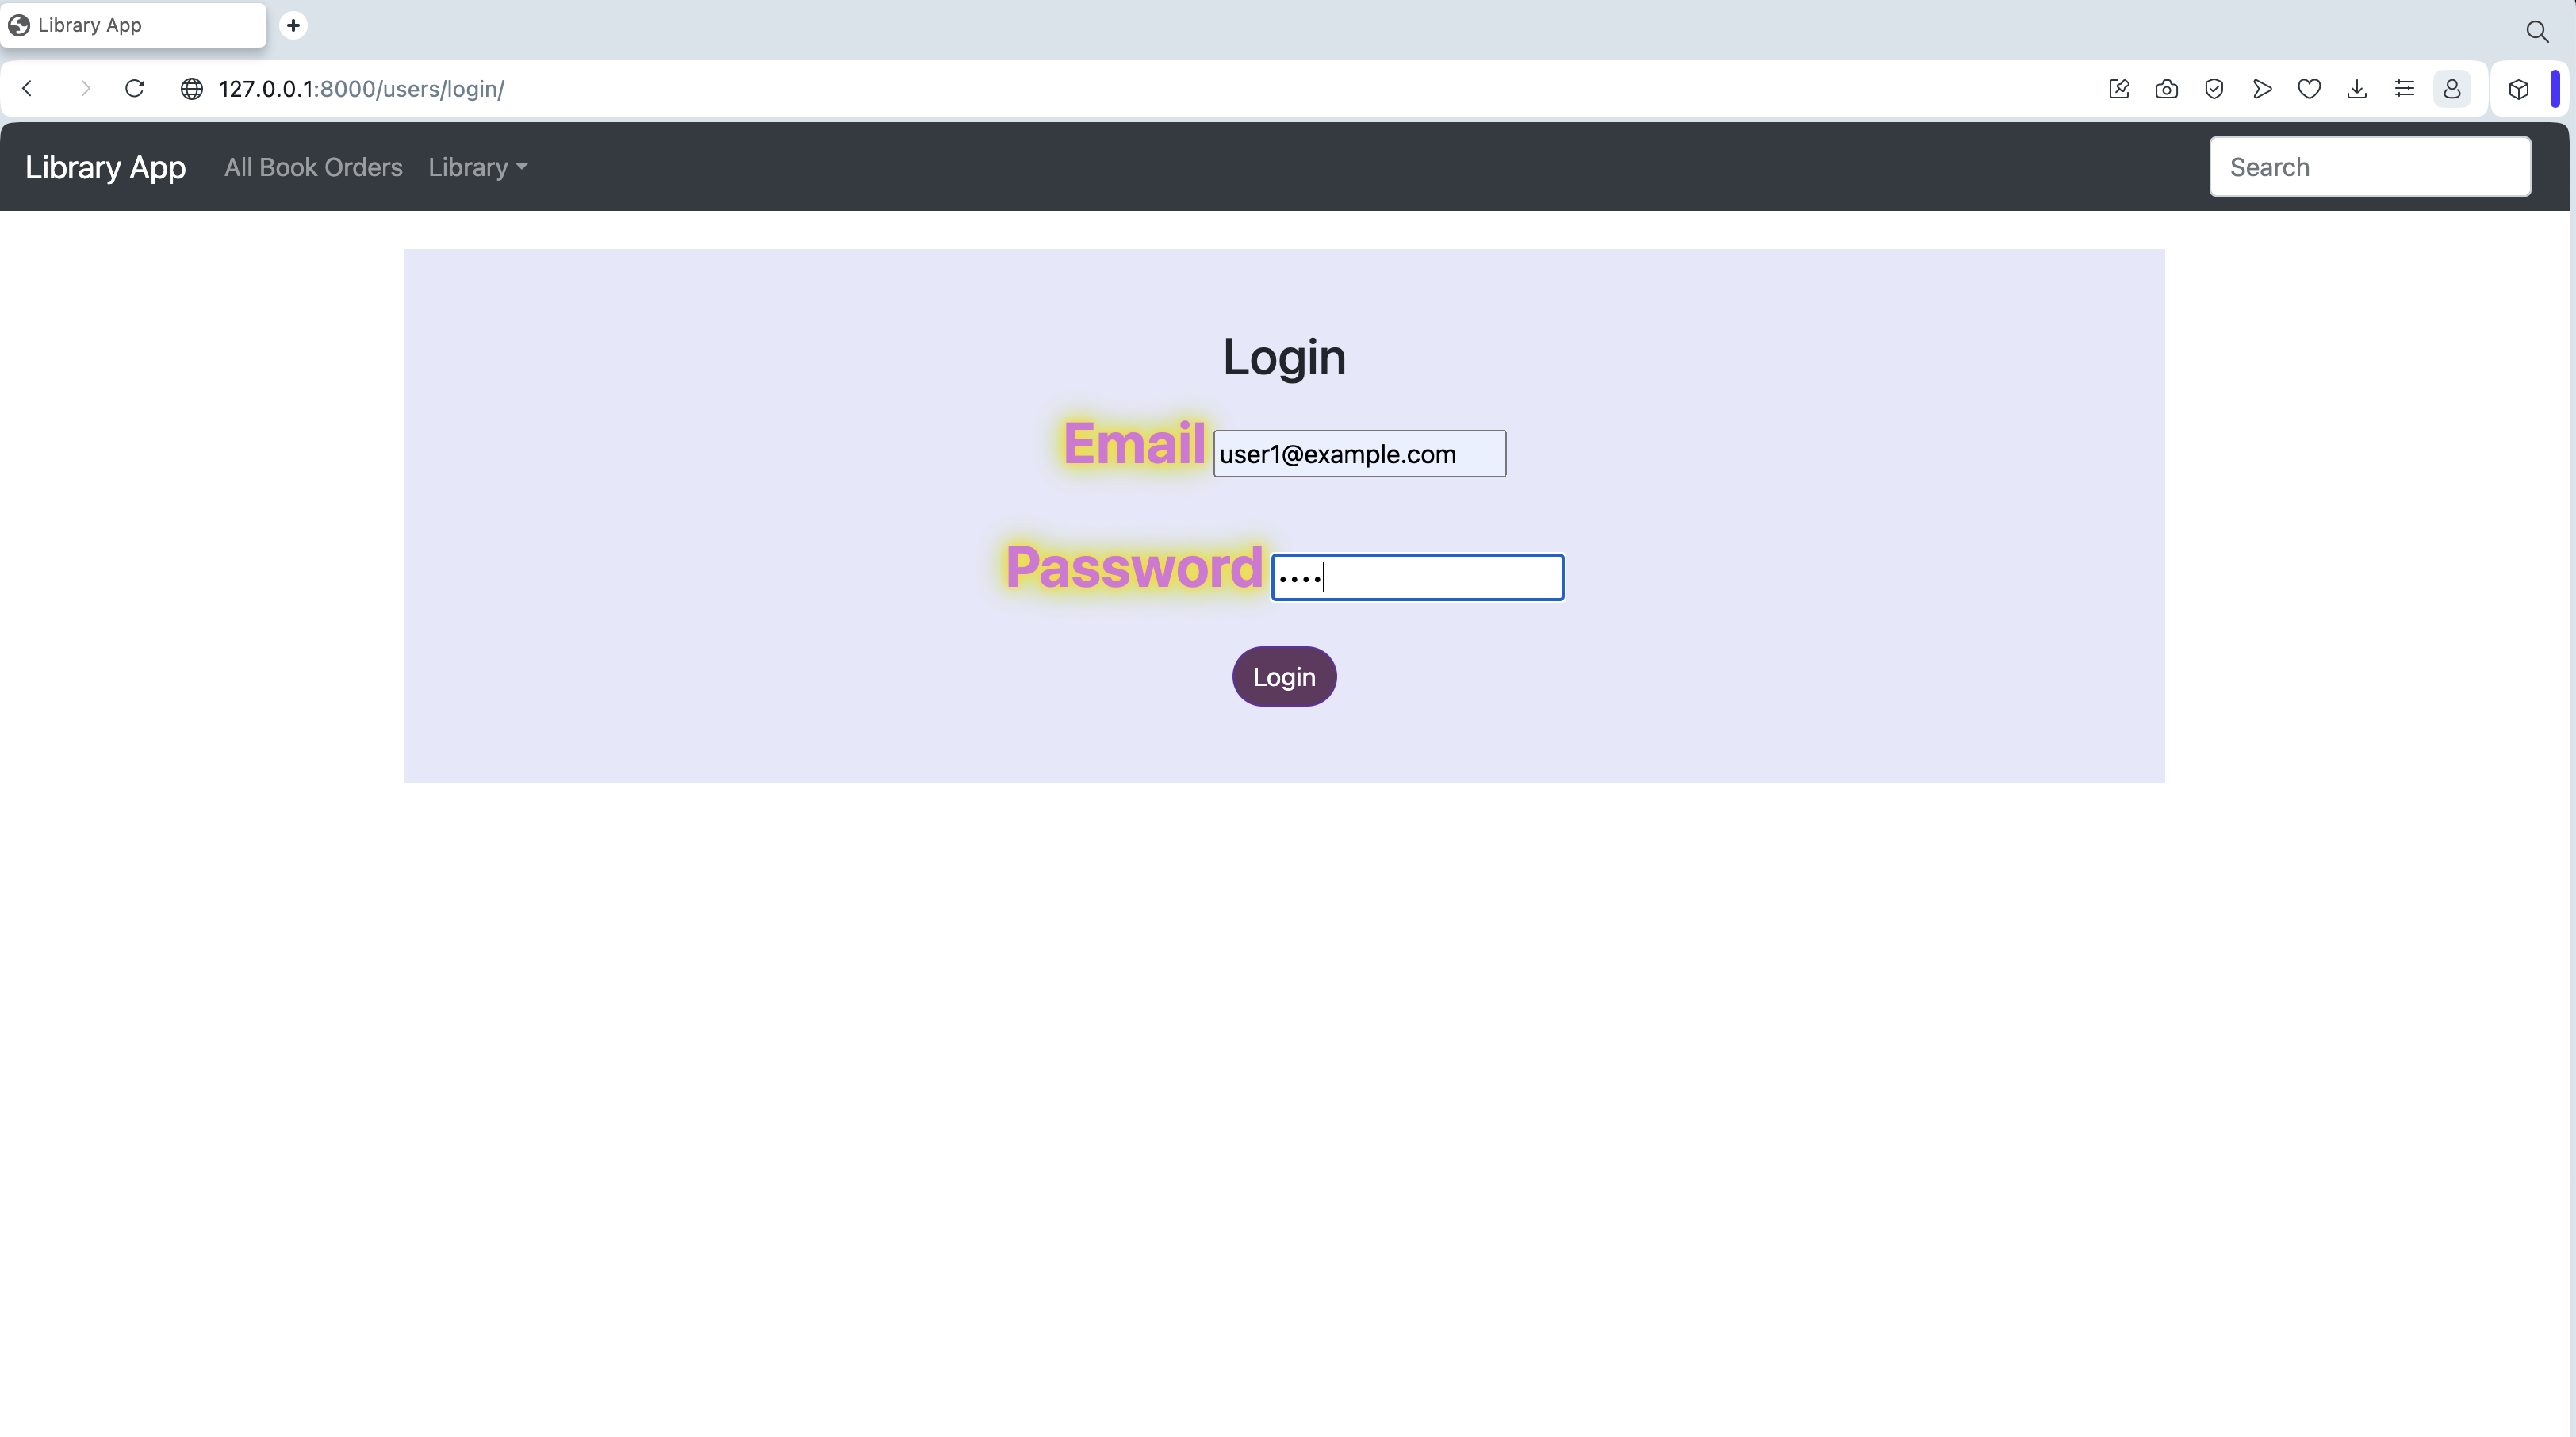 Library App
127.0.0.1:8000/users/login/
Library App All Book Orders Library Search
Login
Email user1@example.com
Password ••••
Login